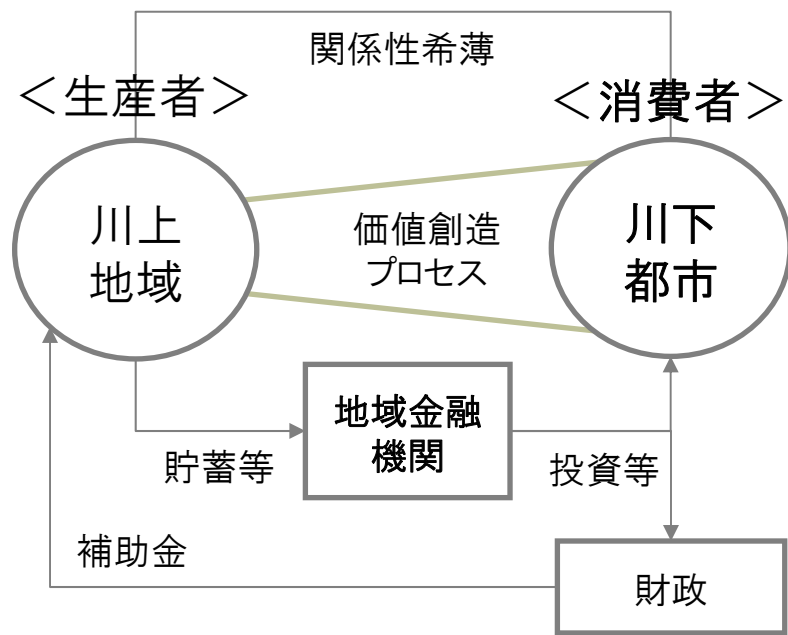 関係性希薄
＜生産者＞
＜消費者＞
川上
地域
価値創造
プロセス
川下
都市
地域金融
機関
貯蓄等
投資等
補助金
財政